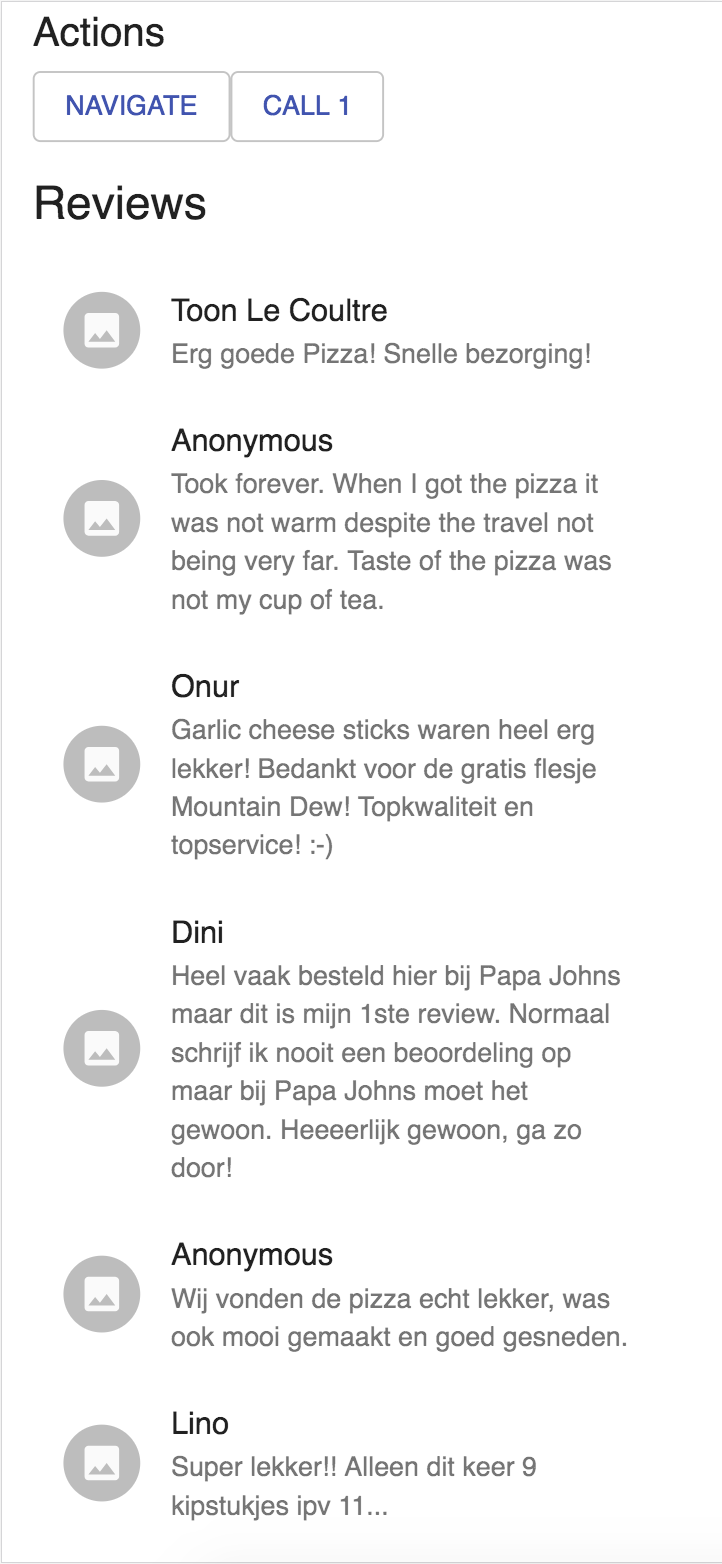 Actions
NAVIGATE CALL 1
Reviews
Toon Le Coultre
Erg goede Pizza! Snelle bezorging!
Anonymous
Took forever. When I got the pizza it
was not warm despite the travel not
being very far. Taste of the pizza was
not my cup of tea.
Onur
Garlic cheese sticks waren heel erg
lekker! Bedankt voor de gratis flesje
Mountain Dew! Topkwaliteit en
topservice! :-)
Dini
Heel vaak besteld hier bij Papa Johns
maar dit is mijn 1ste review. Normaal
schrijf ik nooit een beoordeling op
maar bij Papa Johns moet het
gewoon. Heeeerlijk gewoon, ga zo
door!
Anonymous
Wij vonden de pizza echt lekker, was
ook mooi gemaakt en goed gesneden.
Lino
Super lekker!! Alleen dit keer 9
kipstukjes ipv 11...